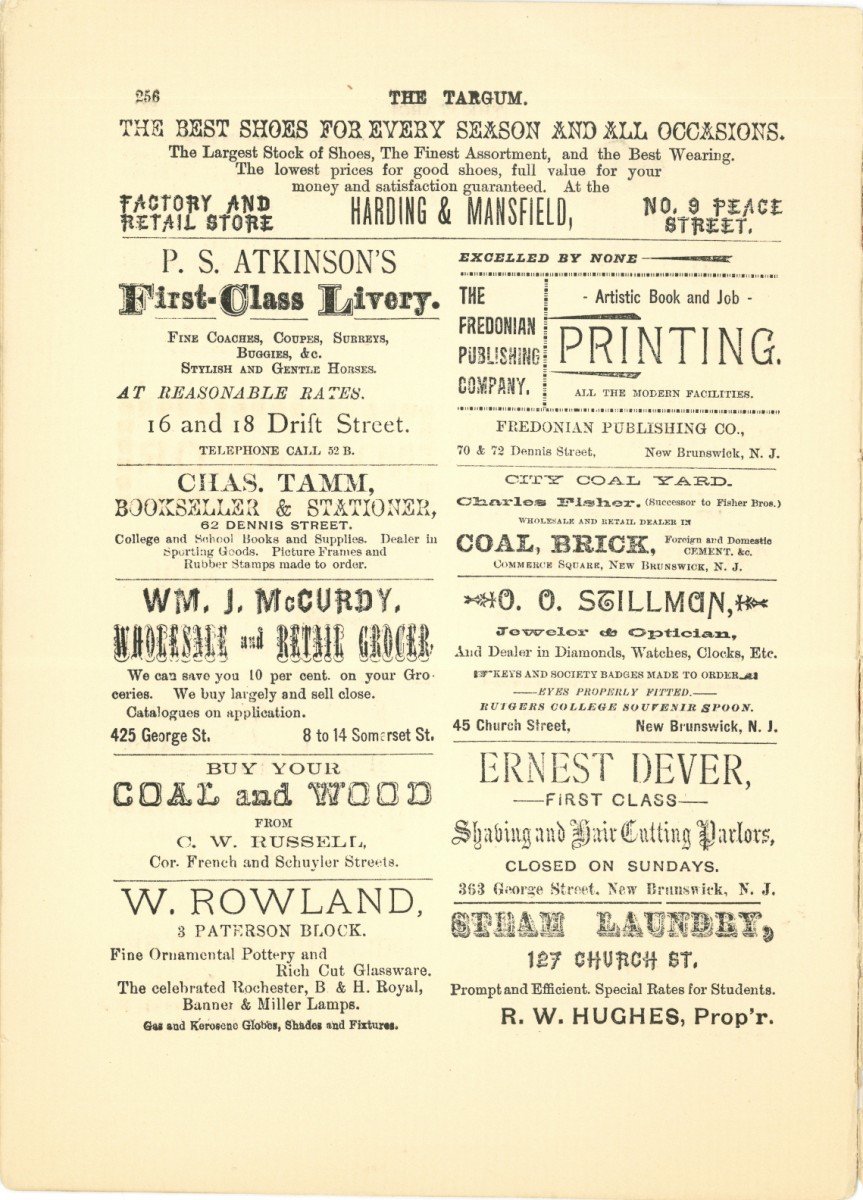 256
THE TARGUM.
THE BEST SHOES FOR EVERY SEASON AND ALL OCCASIONS.
The Largest Stock of Shoes, The Finest Assortment, and the Best Wearing.
The lowest prices for good shoes, full value for your
money and satisfaction guaranteed. At the
FACTORY AND
RETAIL STORE
HARDING & MANSFIELD,
NO. 9 PEACE
STREET.
P. S. ATKINSON'S
First-Class Livery.
FINE COACHES, COUPES, SURREYS,
BUGGIES, &c.
STYLISH AND GENTLE HORSES.
AT REASONABLE RATES.
16 and 18 Drift Street.
TELEPHONE CALL 52 B.
CHAS. TAMM,
BOOKSELLER & STATIONER,
62 DENNIS STREET.
College and School Books and Supplies. Dealer in
Sporting Goods. Picture Frames and
Rubber Stamps made to order.
WM. J. McCURDY,
WHOLESALE and RETAIL GROCER,
We can save you 10 per cent. on your Gro-
ceries. We buy largely and sell close.
Catalogues on application.
425 George St. 8 to 14 Somerset St.
BUY YOUR
COAL and WOOD
FROM
C. W. RUSSELL,
Cor. French and Schuyler Streets.
W. ROWLAND,
3 PATERSON BLOCK.
Fine Ornamental Pottery and
Rich Cut Glassware.
The celebrated Rochester, B & H. Royal,
Banner & Miller Lamps.
Gas and Kerosene Globes, Shades and Fixtures.
EXCELLED BY NONE
THE
FREDONIAN
PUBLISHING
COMPANY.
- Artistic Book and Job -
PRINTING.
ALL THE MODERN FACILITIES.
FREDONIAN PUBLISHING CO.,
70 & 72 Dennis Street, New Brunswick, N. J.
CITY COAL YARD.
Charles Fisher, (Successor to Fisher Bros.)
WHOLESALE AND RETAIL DEALER IN
COAL, BRICK, Foreign and Domestic
CEMENT. &c.
COMMERCE SQUARE, NEW BRUNSWICK, N. J.
O. O. STILLMAN,
Jeweler & Optician,
And Dealer in Diamonds, Watches, Clocks, Etc.
KEYS AND SOCIETY BADGES MADE TO ORDER
EYES PROPERLY FITTED.
RUTGERS COLLEGE SOUVENIR SPOON.
45 Church Street, New Brunswick, N. J.
ERNEST DEVER,
FIRST CLASS
Shaving and Hair Cutting Parlors,
CLOSED ON SUNDAYS.
363 George Street. New Brunswick, N. J.
STEAM LAUNDRY,
127 CHURCH ST.
Prompt and Efficient. Special Rates for Students.
R. W. HUGHES, Prop'r.